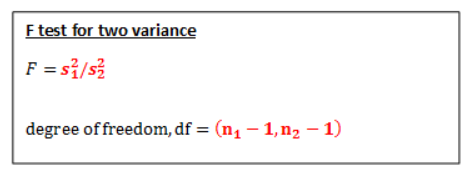 F test for two variance
F = s₁²/s₂²
degree of freedom, df = (n₁ − 1, n₂ − 1)